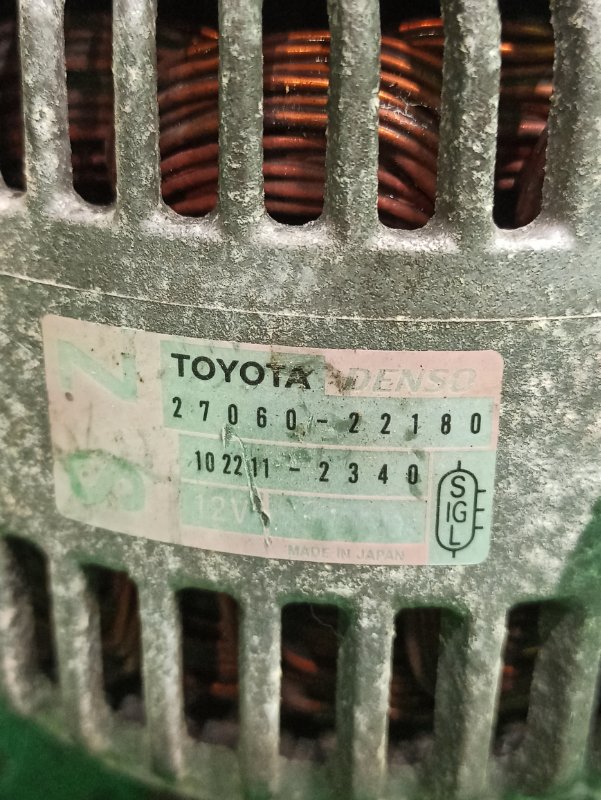 TOYOTA DENSO
27060-22180
102211-2340
12V
S
IG
L
MADE IN JAPAN